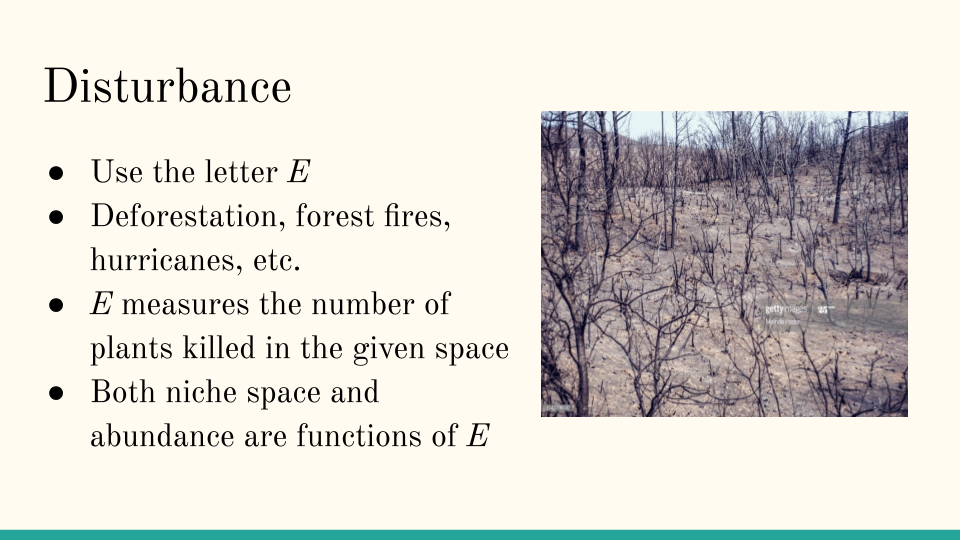 Disturbance
● Use the letter E
● Deforestation, forest fires,
hurricanes, etc.
● E measures the number of
plants killed in the given space
● Both niche space and
abundance are functions of E
gettyimages